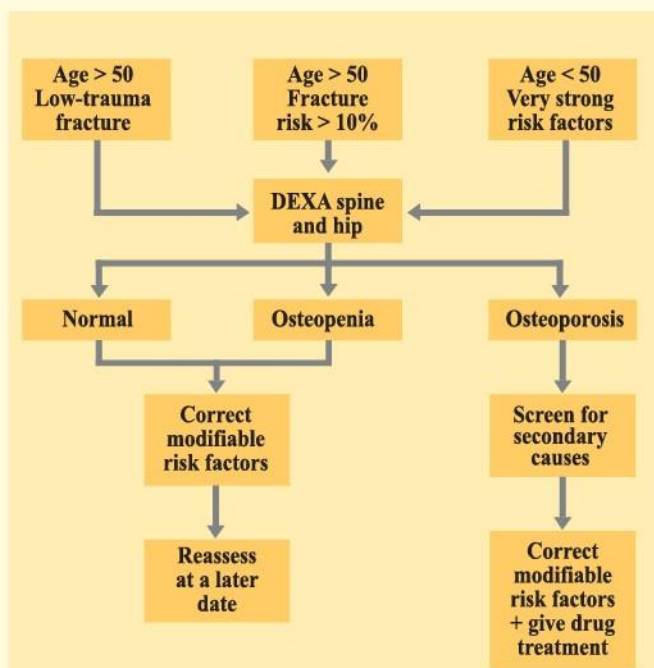 Age > 50
Low-trauma
fracture
Age > 50
Fracture
risk > 10%
Age < 50
Very strong
risk factors
DEXA spine
and hip
Normal
Osteopenia
Osteoporosis
Correct
modifiable
risk factors
Screen for
secondary
causes
Reassess
at a later
date
Correct
modifiable
risk factors
+ give drug
treatment